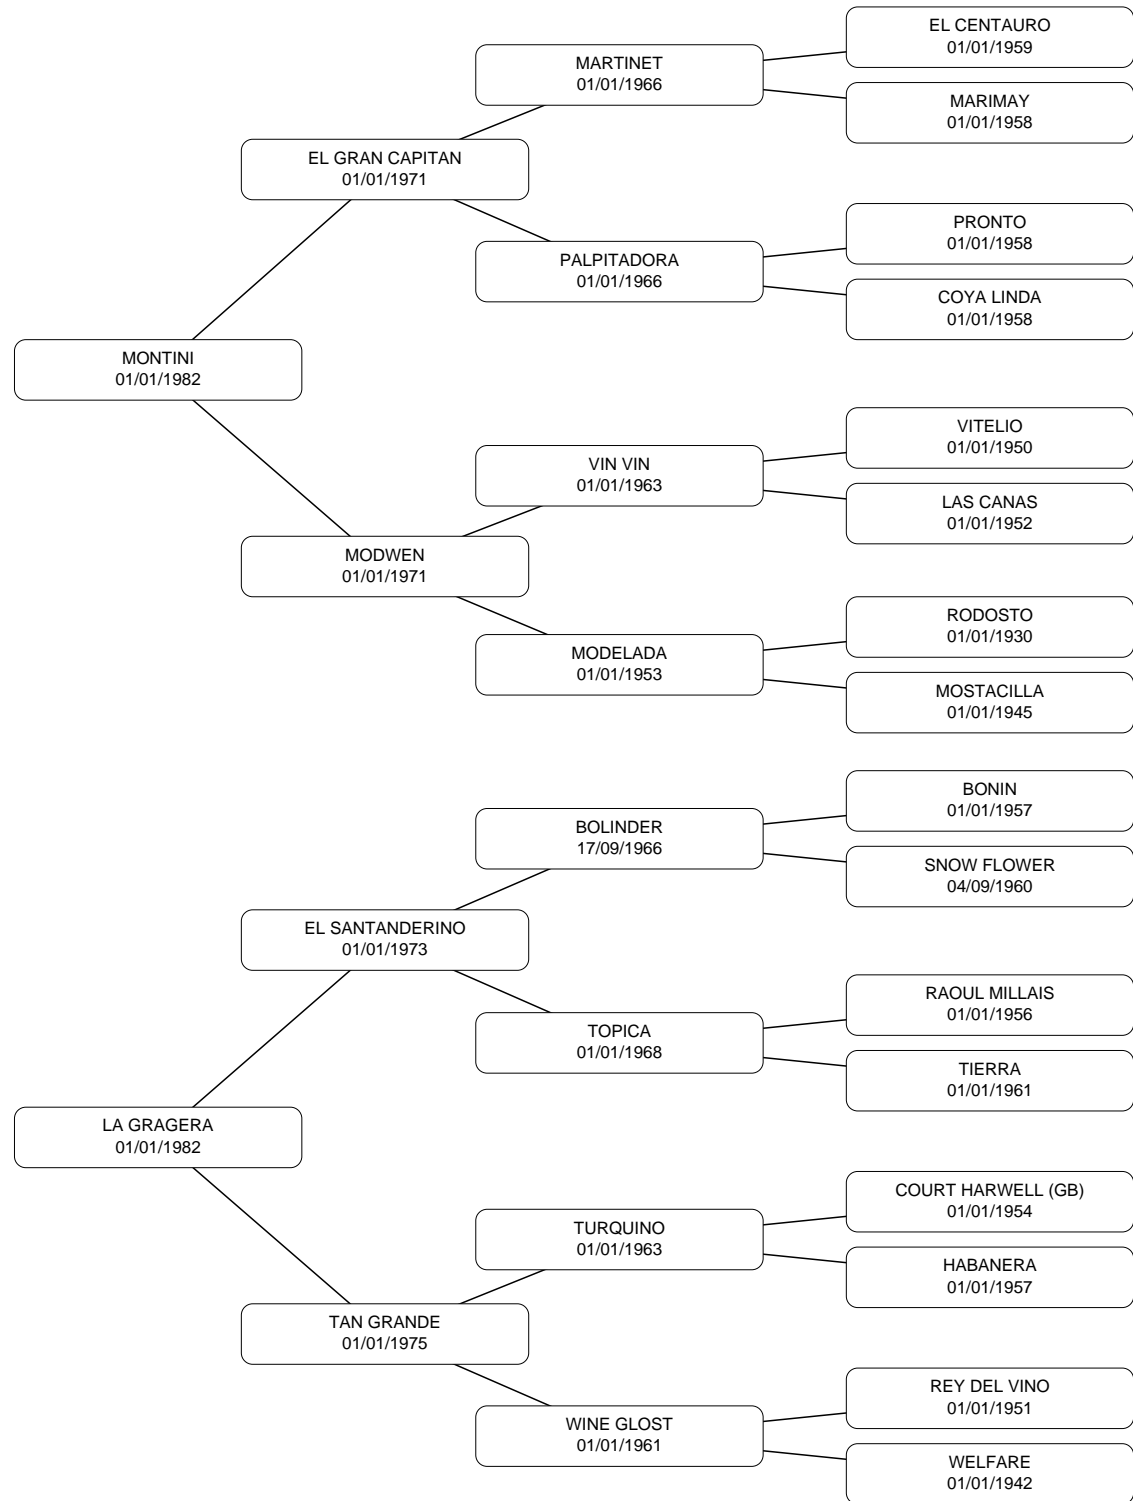 EL CENTAURO
01/01/1959
MARTINET
01/01/1966
MARIMAY
01/01/1958
EL GRAN CAPITAN
01/01/1971
PRONTO
01/01/1958
PALPITADORA
01/01/1966
COYA LINDA
01/01/1958
MONTINI
01/01/1982
VITELIO
01/01/1950
VIN VIN
01/01/1963
LAS CANAS
01/01/1952
MODWEN
01/01/1971
RODOSTO
01/01/1930
MODELADA
01/01/1953
MOSTACILLA
01/01/1945
BONIN
01/01/1957
BOLINDER
17/09/1966
SNOW FLOWER
04/09/1960
EL SANTANDERINO
01/01/1973
RAOUL MILLAIS
01/01/1956
TOPICA
01/01/1968
TIERRA
01/01/1961
LA GRAGERA
01/01/1982
COURT HARWELL (GB)
01/01/1954
TURQUINO
01/01/1963
HABANERA
01/01/1957
TAN GRANDE
01/01/1975
REY DEL VINO
01/01/1951
WINE GLOST
01/01/1961
WELFARE
01/01/1942